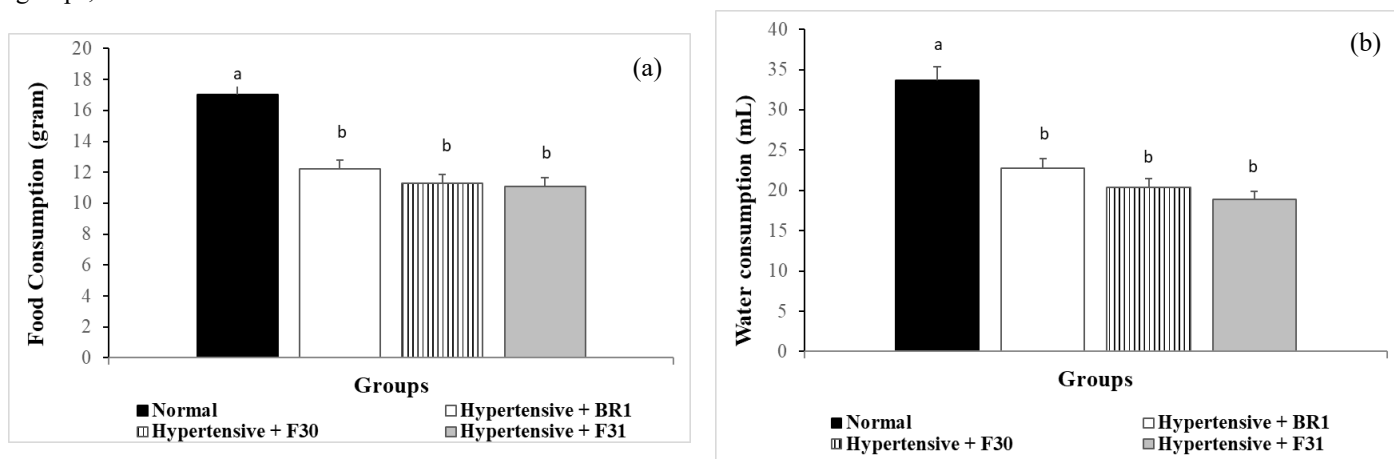 (a)
20
18
16
14
12
10
8
6
4
2
0
Food Consumption (gram)
a
b
b
b
Groups
Normal
Hypertensive + BR1
Hypertensive + F30
Hypertensive + F31
(b)
40
35
30
25
20
15
10
5
0
Water consumption (mL)
a
b
b
b
Groups
Normal
Hypertensive + BR1
Hypertensive + F30
Hypertensive + F31